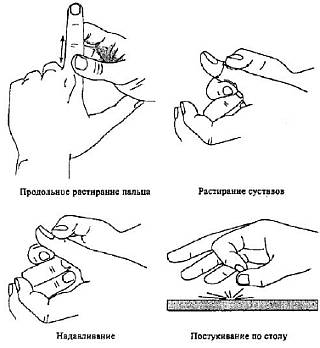 Продольное растирание пальца
Растирание суставов
Надавливание
Постукивание по столу